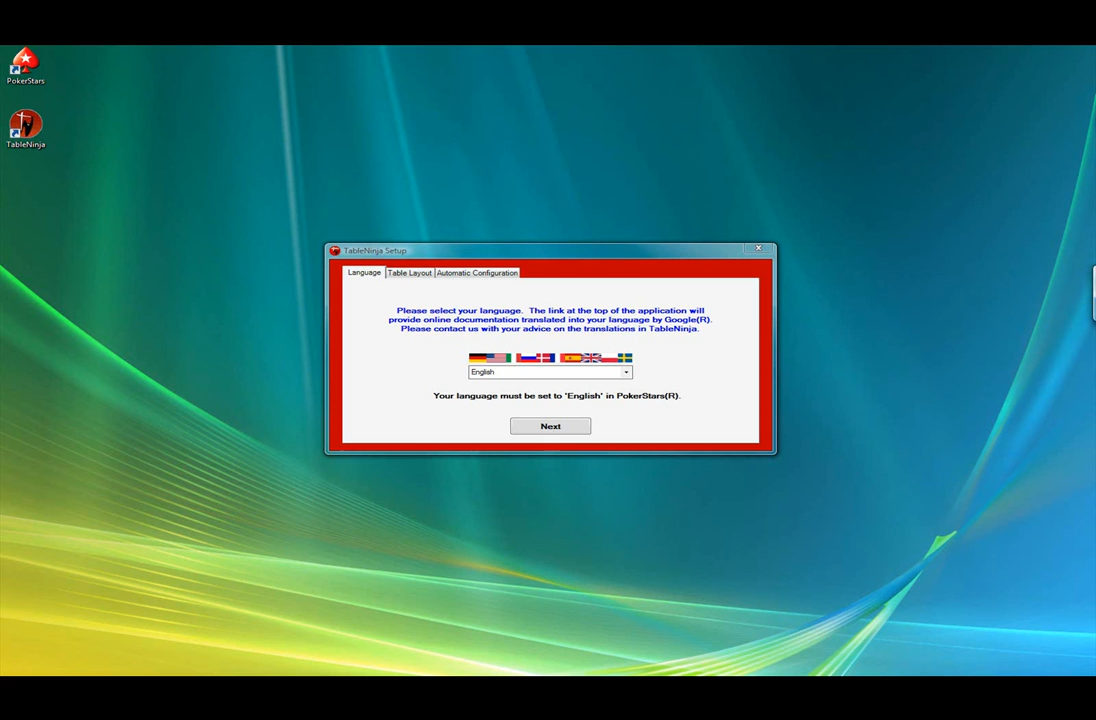 PokerStars
TableNinja
TableNinja Setup
Language
Table Layout
Automatic Configuration
Please select your language. The link at the top of the application will
provide online documentation translated into your language by Google(R).
Please contact us with your advice on the translations in TableNinja.
English
Your language must be set to 'English' in PokerStars(R).
Next